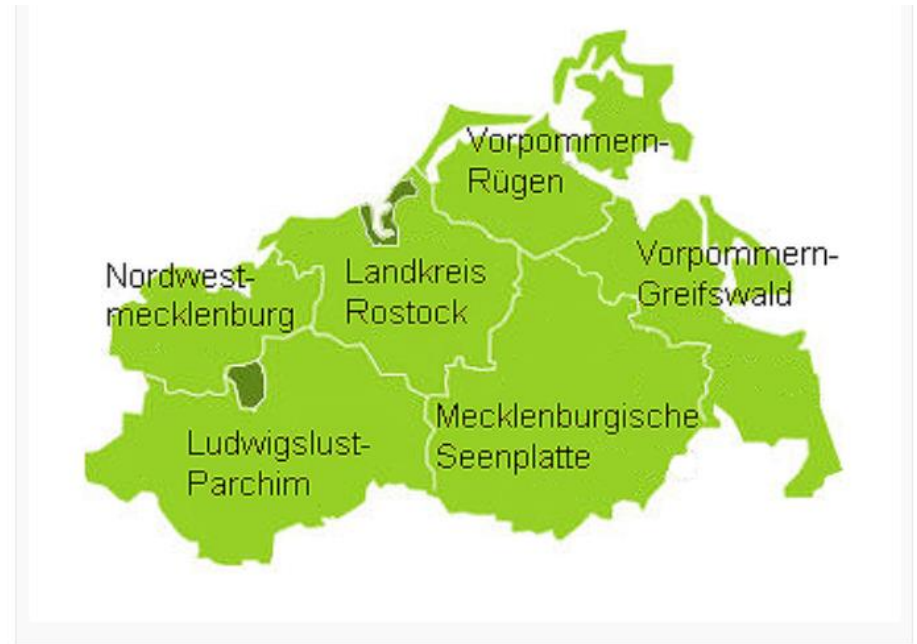 Vorpommern-
Rügen
Vorpommern-
Greifswald
Landkreis
Rostock
Nordwest-
mecklenburg
Mecklenburgische
Seenplatte
Ludwigslust-
Parchim